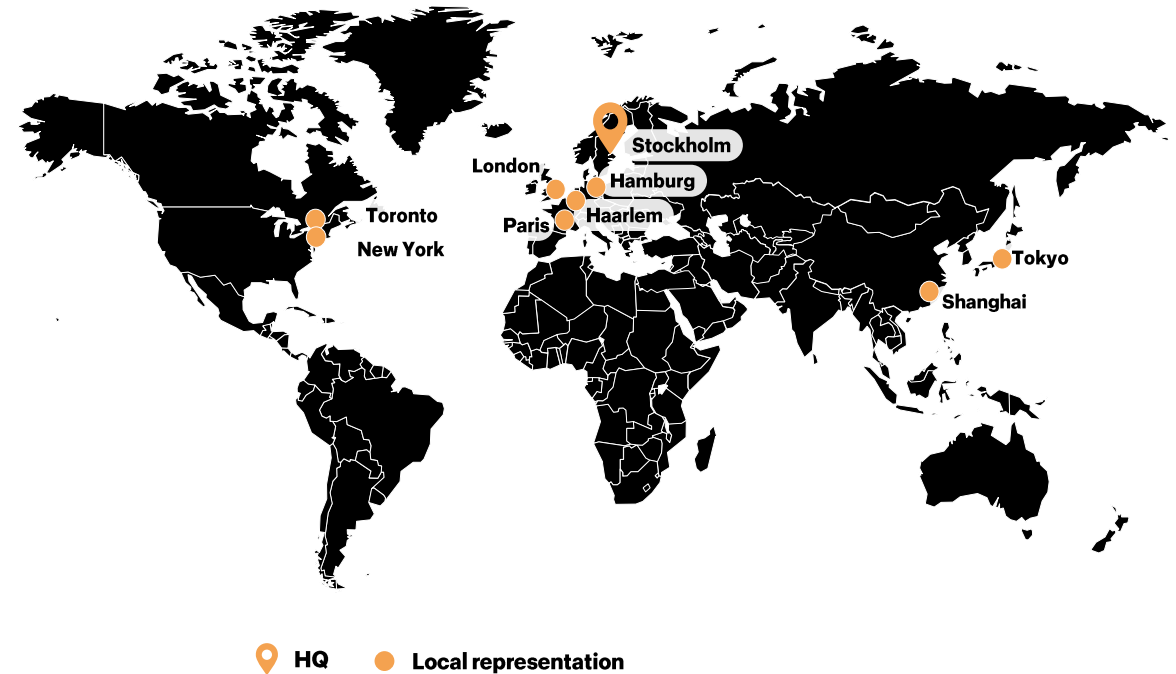 Stockholm
London
Hamburg
Haarlem
Paris
Toronto
New York
Tokyo
Shanghai
HQ
Local representation